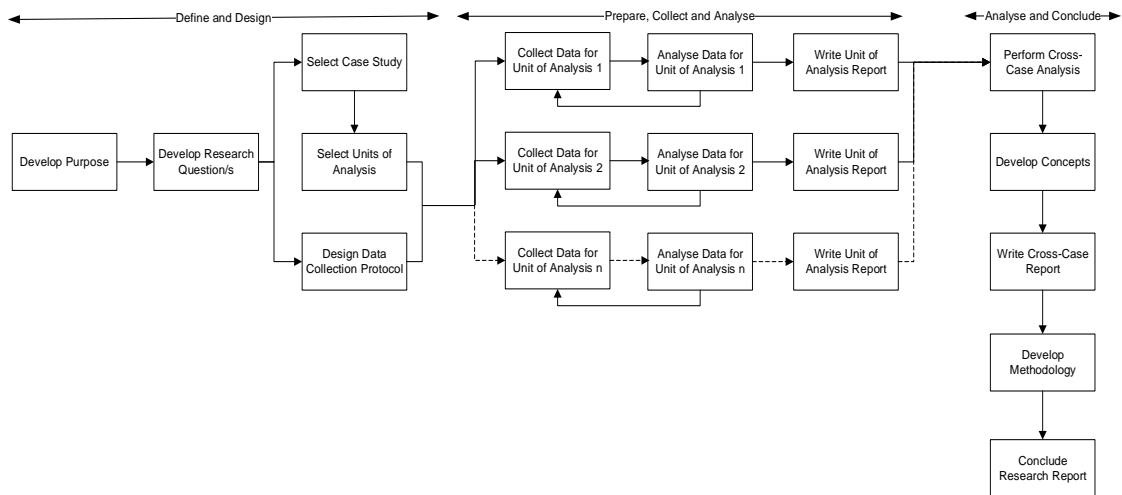 Define and Design
Prepare, Collect and Analyse
Analyse and Conclude
Develop Purpose
Develop Research
Question/s
Select Case Study
Select Units of
Analysis
Design Data
Collection Protocol
Collect Data for
Unit of Analysis 1
Analyse Data for
Unit of Analysis 1
Write Unit of
Analysis Report
Collect Data for
Unit of Analysis 2
Analyse Data for
Unit of Analysis 2
Write Unit of
Analysis Report
Collect Data for
Unit of Analysis n
Analyse Data for
Unit of Analysis n
Write Unit of
Analysis Report
Perform Cross-
Case Analysis
Develop Concepts
Write Cross-Case
Report
Develop
Methodology
Conclude
Research Report